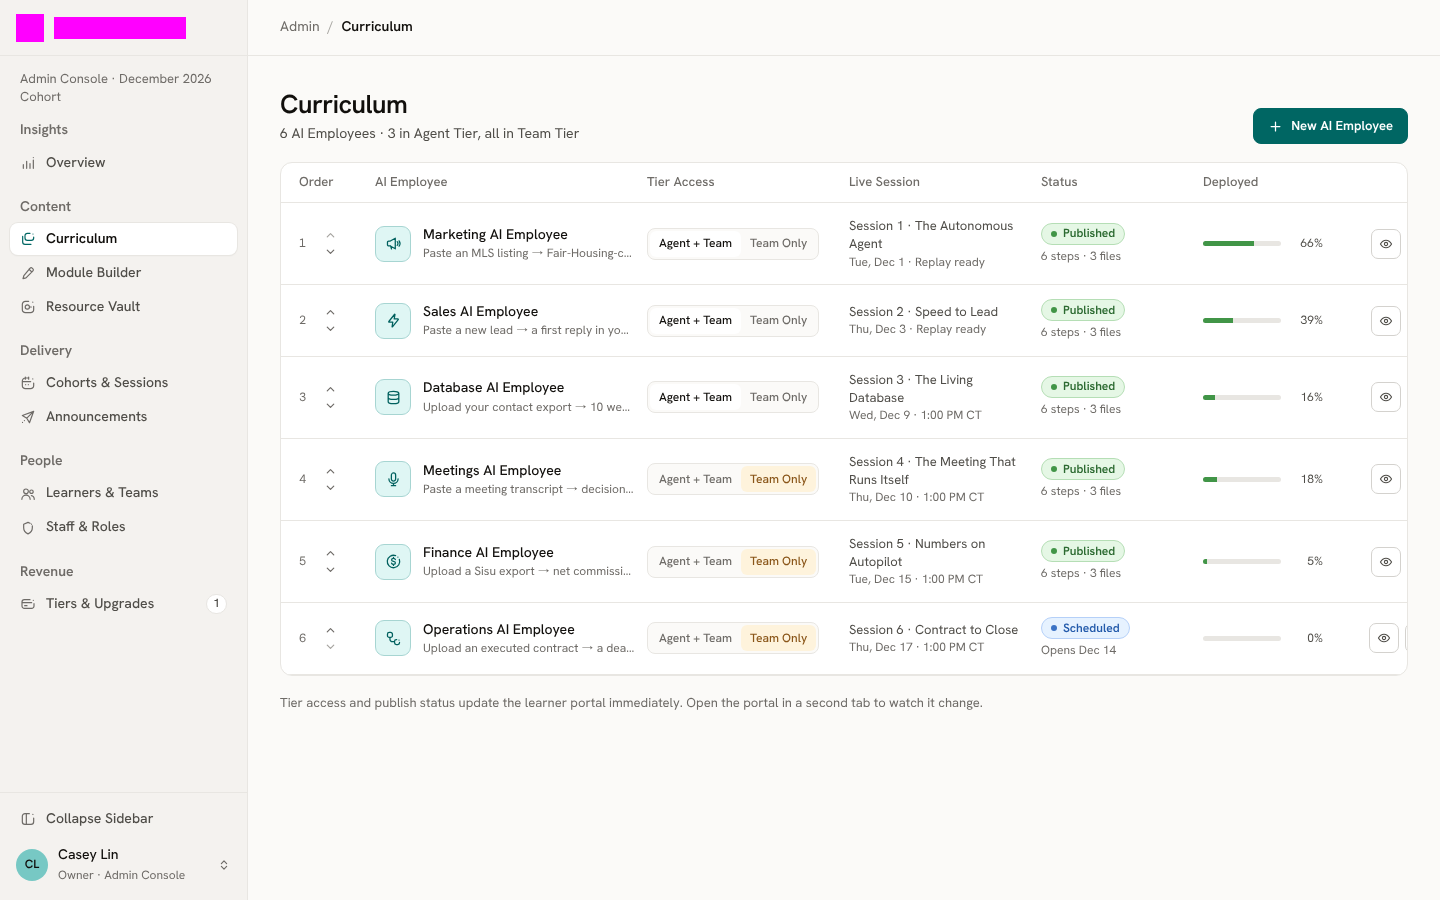 Admin / Curriculum
Admin Console · December 2026
Cohort
Insights
Overview
Content
Curriculum
Module Builder
Resource Vault
Delivery
Cohorts & Sessions
Announcements
People
Learners & Teams
Staff & Roles
Revenue
Tiers & Upgrades 1
Collapse Sidebar
CL
Casey Lin
Owner · Admin Console
Curriculum
6 AI Employees · 3 in Agent Tier, all in Team Tier
+ New AI Employee
Order AI Employee Tier Access Live Session Status Deployed
1
Marketing AI Employee
Paste an MLS listing → Fair-Housing-c...
Agent + Team Team Only
Session 1 · The Autonomous
Agent
Tue, Dec 1 · Replay ready
Published
6 steps · 3 files
66%
2
Sales AI Employee
Paste a new lead → a first reply in yo...
Agent + Team Team Only
Session 2 · Speed to Lead
Thu, Dec 3 · Replay ready
Published
6 steps · 3 files
39%
3
Database AI Employee
Upload your contact export → 10 we...
Agent + Team Team Only
Session 3 · The Living
Database
Wed, Dec 9 · 1:00 PM CT
Published
6 steps · 3 files
16%
4
Meetings AI Employee
Paste a meeting transcript → decision...
Agent + Team Team Only
Session 4 · The Meeting That
Runs Itself
Thu, Dec 10 · 1:00 PM CT
Published
6 steps · 3 files
18%
5
Finance AI Employee
Upload a Sisu export → net commissi...
Agent + Team Team Only
Session 5 · Numbers on
Autopilot
Tue, Dec 15 · 1:00 PM CT
Published
6 steps · 3 files
5%
6
Operations AI Employee
Upload an executed contract → a dea...
Agent + Team Team Only
Session 6 · Contract to Close
Thu, Dec 17 · 1:00 PM CT
Scheduled
Opens Dec 14
0%
Tier access and publish status update the learner portal immediately. Open the portal in a second tab to watch it change.